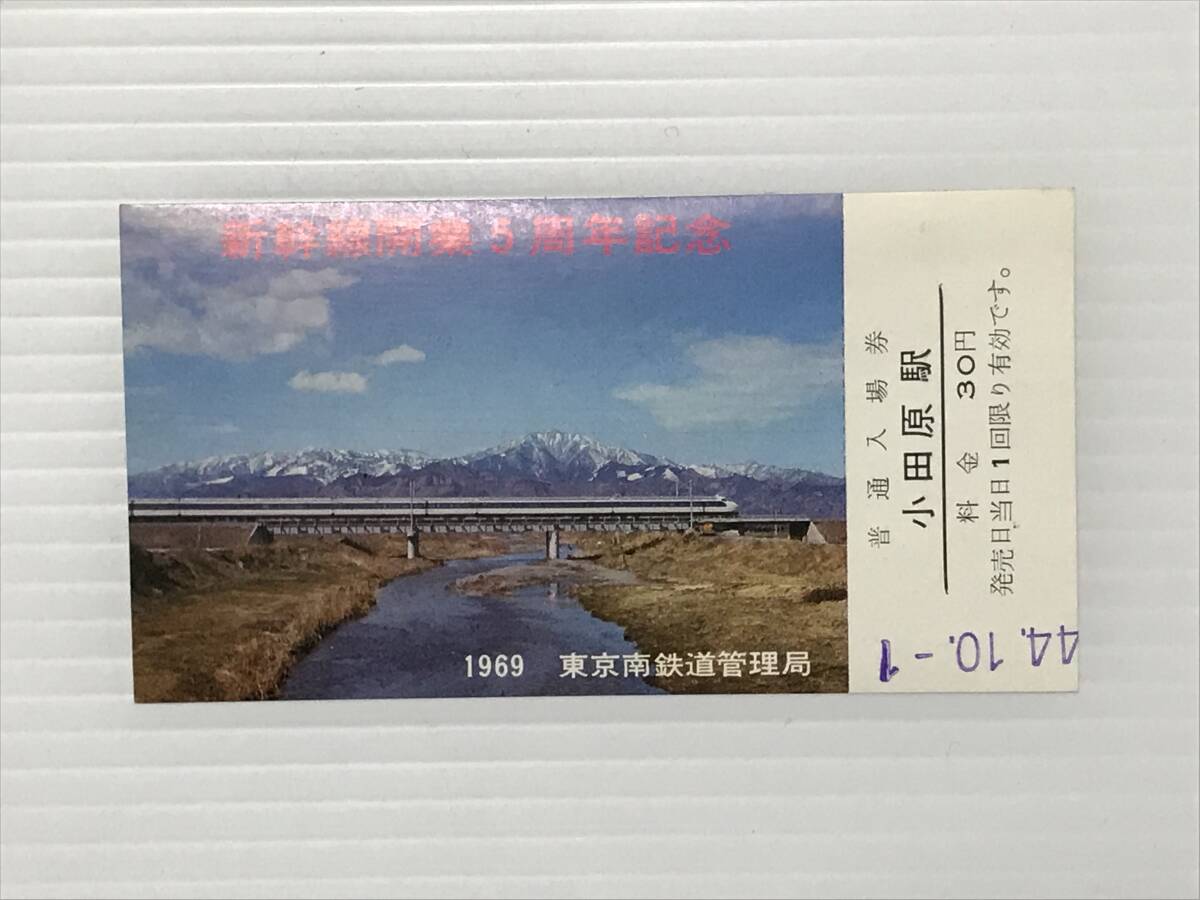 新幹線開業5周年記念
1969 東京南鉄道管理局
普通入場券
小田原駅
料金 30円
発売日当日1回限り有効です。
44.10.-1